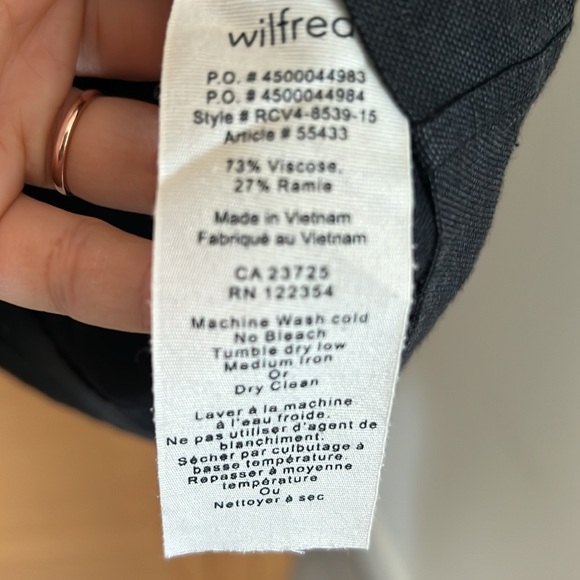 wilfred
P.O. # 4500044983
P.O. # 4500044984
Style # RCV4-8539-15
Article # 55433
73% Viscose,
27% Ramie
Made in Vietnam
Fabriqué au Vietnam
CA 23725
RN 122354
Machine Wash cold
No Bleach
Tumble dry low
Medium Iron
Or
Dry Clean
Laver à la machine
à l'eau froide.
Ne pas utiliser d'agent de
blanchiment.
Sécher par culbutage à
basse température.
Repasser à moyenne
température
Ou
Nettoyer à sec